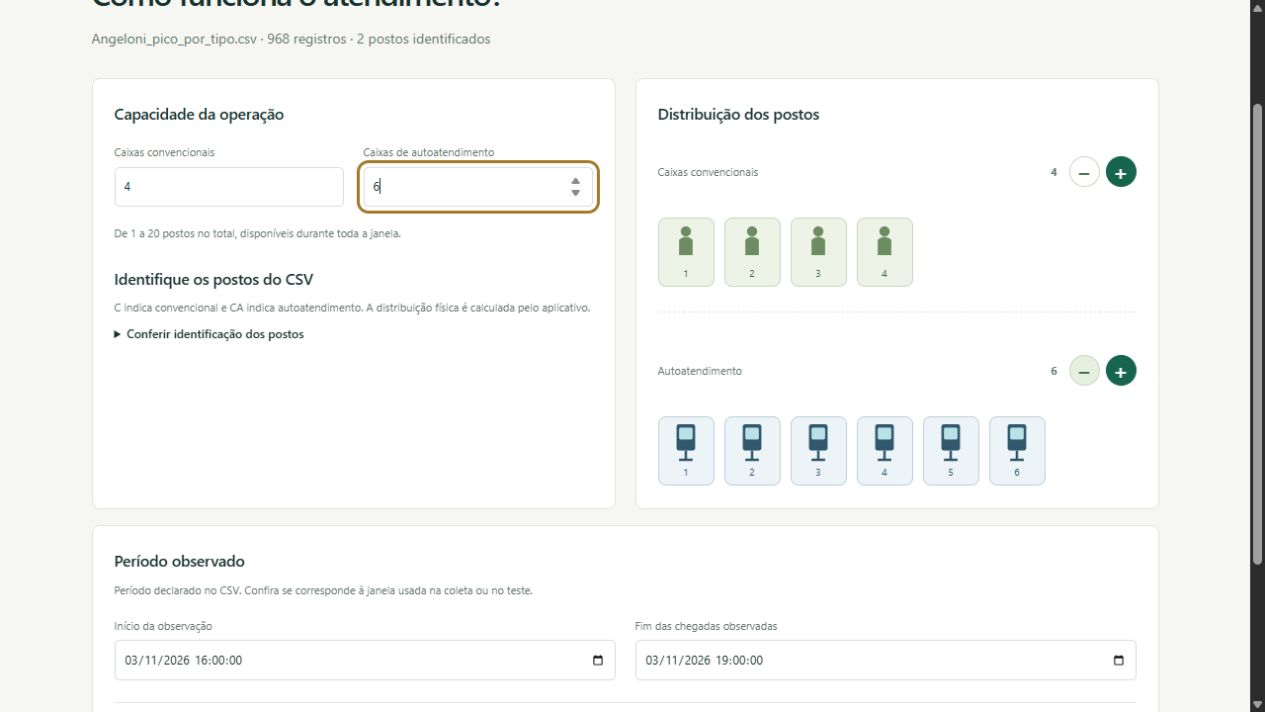 Como funciona o atendimento?
Angeloni_pico_por_tipo.csv · 968 registros · 2 postos identificados
Capacidade da operação
Caixas convencionais
Caixas de autoatendimento
4
6
De 1 a 20 postos no total, disponíveis durante toda a janela.
Identifique os postos do CSV
C indica convencional e CA indica autoatendimento. A distribuição física é calculada pelo aplicativo.
Conferir identificação dos postos
Distribuição dos postos
Caixas convencionais 4 − +
1 2 3 4
Autoatendimento 6 − +
1 2 3 4 5 6
Período observado
Período declarado no CSV. Confira se corresponde à janela usada na coleta ou no teste.
Início da observação
Fim das chegadas observadas
03/11/2026 16:00:00
03/11/2026 19:00:00